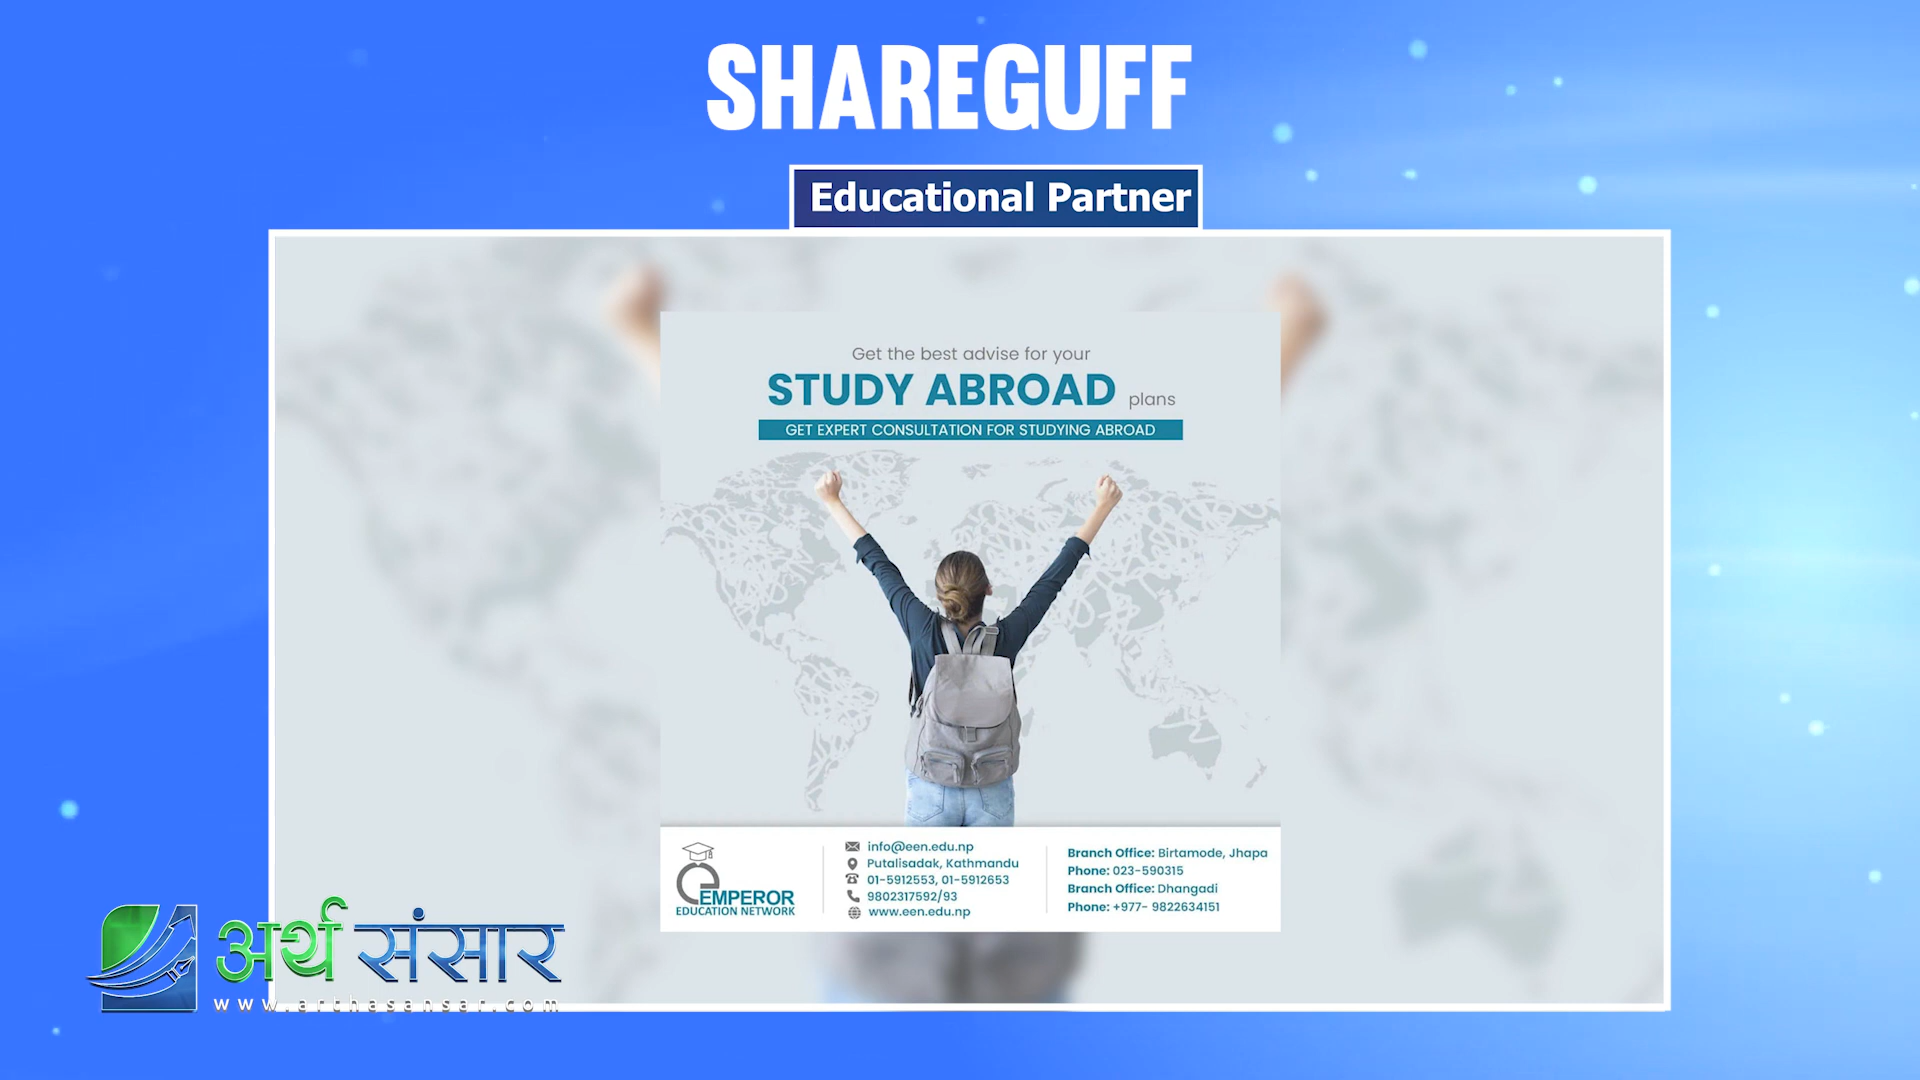 SHAREGUFF
Educational Partner
Get the best advise for your
STUDY ABROAD plans
GET EXPERT CONSULTATION FOR STUDYING ABROAD
EMPEROR
EDUCATION NETWORK
info@een.edu.np
Putalisadak, Kathmandu
01-5912553, 01-5912653
9802317592/93
www.een.edu.np
Branch Office: Birtamode, Jhapa
Phone: 023-590315
Branch Office: Dhangadi
Phone: +977- 9822634151
अर्थ संसार
www.arthasansar.com